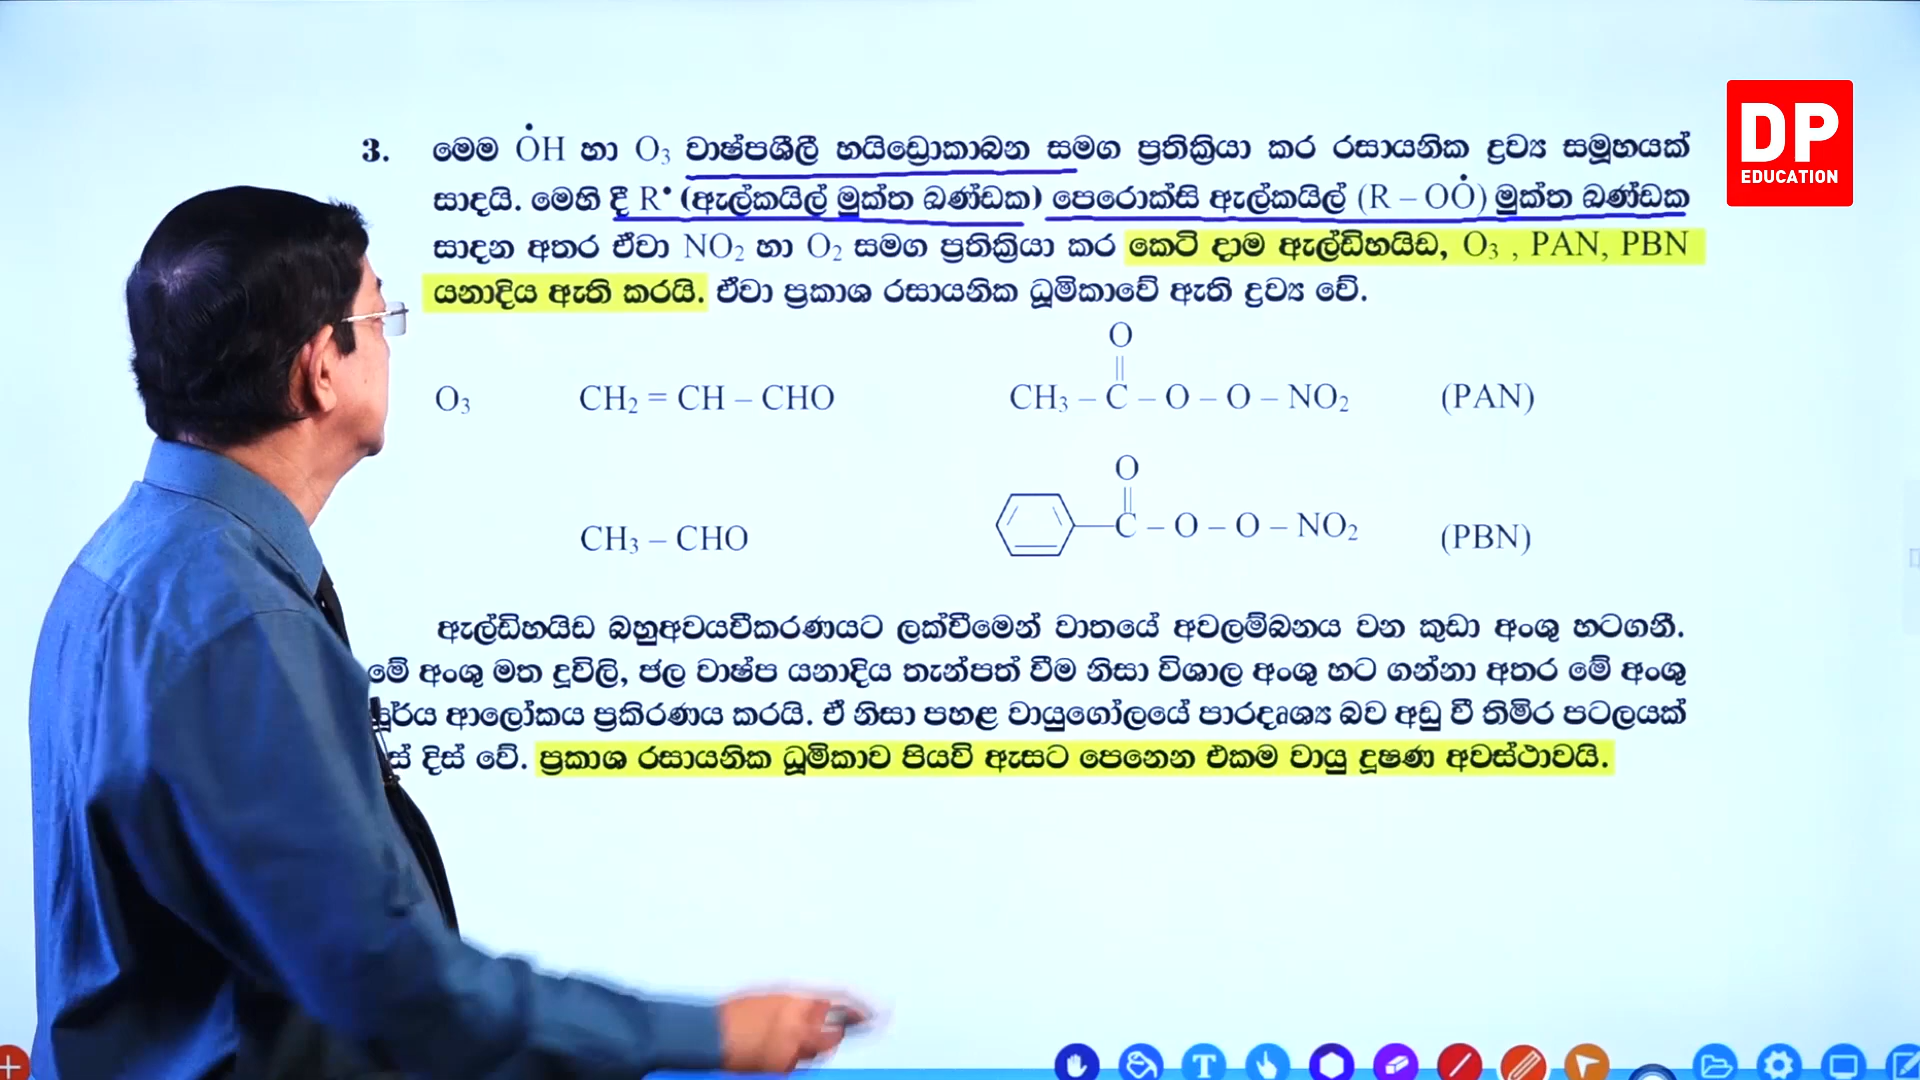 DP
EDUCATION
3. මෙම ȮH හා O₃ වාෂ්පශීලී හයිඩ්‍රොකාබන සමග ප්‍රතික්‍රියා කර රසායනික ද්‍රව්‍ය සමූහයක්
සාදයි. මෙහි දී R• (ඇල්කයිල් මුක්ත ඛණ්ඩක) පෙරොක්සි ඇල්කයිල් (R – OȮ) මුක්ත ඛණ්ඩක
සාදන අතර ඒවා NO₂ හා O₂ සමග ප්‍රතික්‍රියා කර කෙටි දාම ඇල්ඩිහයිඩ, O₃ , PAN, PBN
යනාදිය ඇති කරයි. ඒවා ප්‍රකාශ රසායනික ධූමිකාවේ ඇති ද්‍රව්‍ය වේ.
O
O₃ CH₂ = CH – CHO CH₃ – C – O – O – NO₂ (PAN)
O
CH₃ – CHO C – O – O – NO₂ (PBN)
ඇල්ඩිහයිඩ බහුඅවයවීකරණයට ලක්වීමෙන් වාතයේ අවලම්බනය වන කුඩා අංශු හටගනී.
මේ අංශු මත දූවිලි, ජල වාෂ්ප යනාදිය තැන්පත් වීම නිසා විශාල අංශු හට ගන්නා අතර මේ අංශු
සූර්ය ආලෝකය ප්‍රකිරණය කරයි. ඒ නිසා පහළ වායුගෝලයේ පාරදෘශ්‍ය බව අඩු වී තිමිර පටලයක්
දිස් වේ. ප්‍රකාශ රසායනික ධූමිකාව පියවි ඇසට පෙනෙන එකම වායු දූෂණ අවස්ථාවයි.